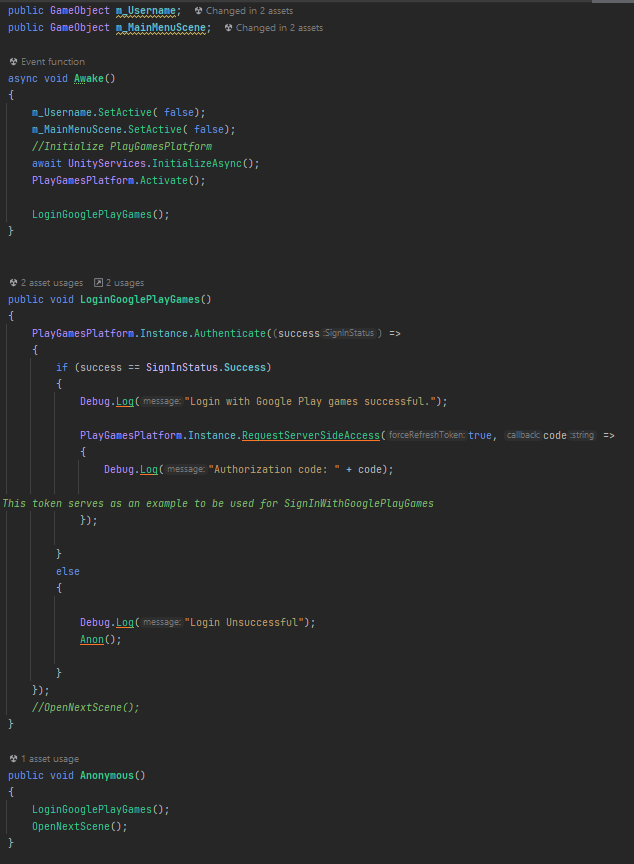 public GameObject m_Username; Changed in 2 assets
public GameObject m_MainMenuScene; Changed in 2 assets
Event function
async void Awake()
{
m_Username.SetActive( false);
m_MainMenuScene.SetActive( false);
//Initialize PlayGamesPlatform
await UnityServices.InitializeAsync();
PlayGamesPlatform.Activate();
LoginGooglePlayGames();
}
2 asset usages 2 usages
public void LoginGooglePlayGames()
{
PlayGamesPlatform.Instance.Authenticate((success :SignInStatus ) =>
{
if (success == SignInStatus.Success)
{
Debug.Log( message: "Login with Google Play games successful.");
PlayGamesPlatform.Instance.RequestServerSideAccess( forceRefreshToken: true, callback: code :string =>
{
Debug.Log( message: "Authorization code: " + code);
This token serves as an example to be used for SignInWithGooglePlayGames
});
}
else
{
Debug.Log( message: "Login Unsuccessful");
Anon();
}
});
//OpenNextScene();
}
1 asset usage
public void Anonymous()
{
LoginGooglePlayGames();
OpenNextScene();
}